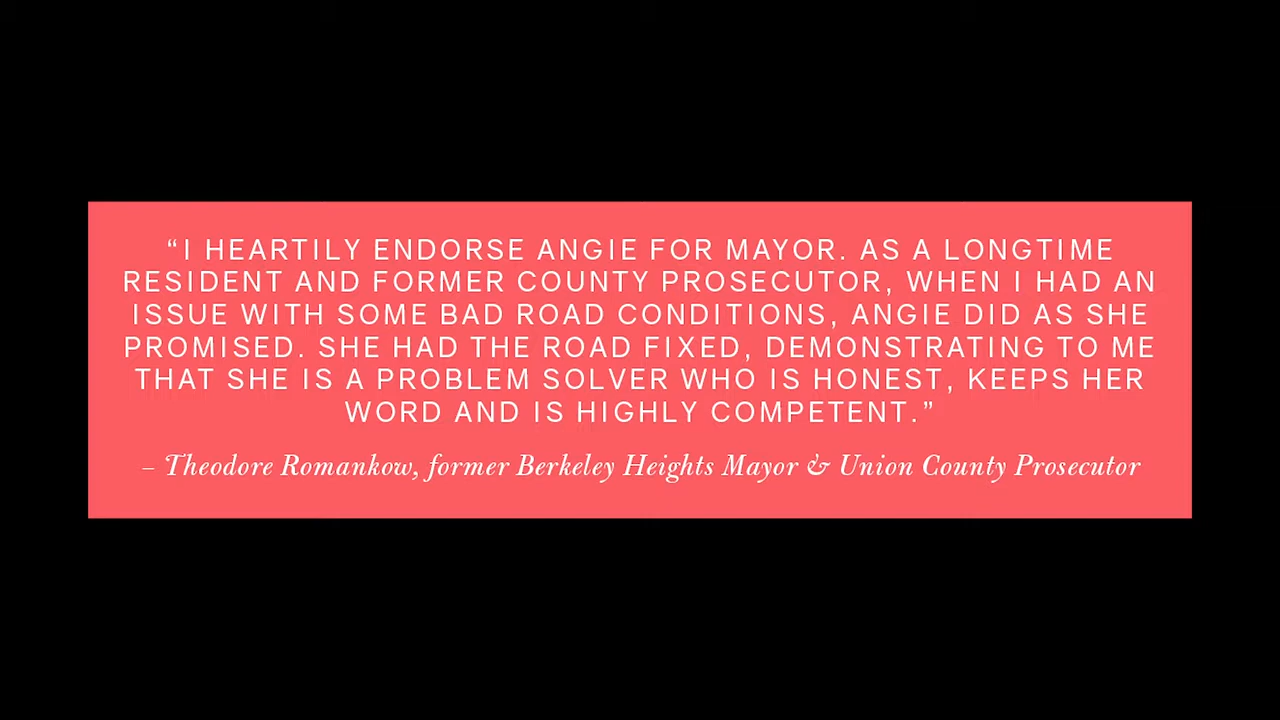 “I HEARTILY ENDORSE ANGIE FOR MAYOR. AS A LONGTIME
RESIDENT AND FORMER COUNTY PROSECUTOR, WHEN I HAD AN
ISSUE WITH SOME BAD ROAD CONDITIONS, ANGIE DID AS SHE
PROMISED. SHE HAD THE ROAD FIXED, DEMONSTRATING TO ME
THAT SHE IS A PROBLEM SOLVER WHO IS HONEST, KEEPS HER
WORD AND IS HIGHLY COMPETENT.”
– Theodore Romankow, former Berkeley Heights Mayor & Union County Prosecutor